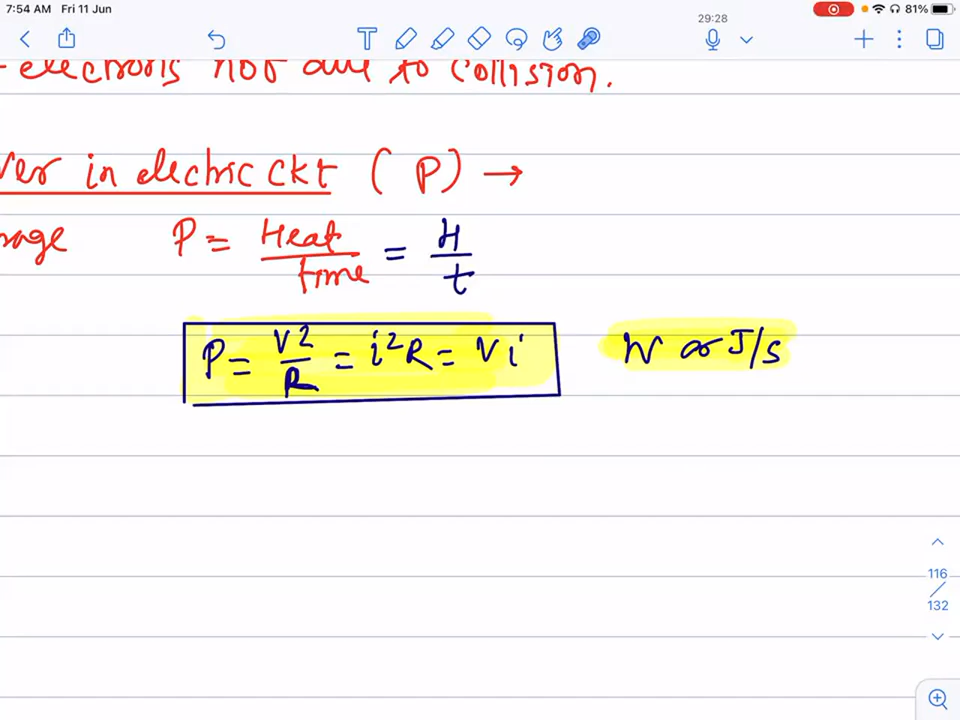 7:54 AM Fri 11 Jun
81%
29:28
electrons not due to collision.
ver in electric ckt ( P) →
rage P = Heat/time = H/t
P = V2/R = i²R = Vi W or J/s
116
132